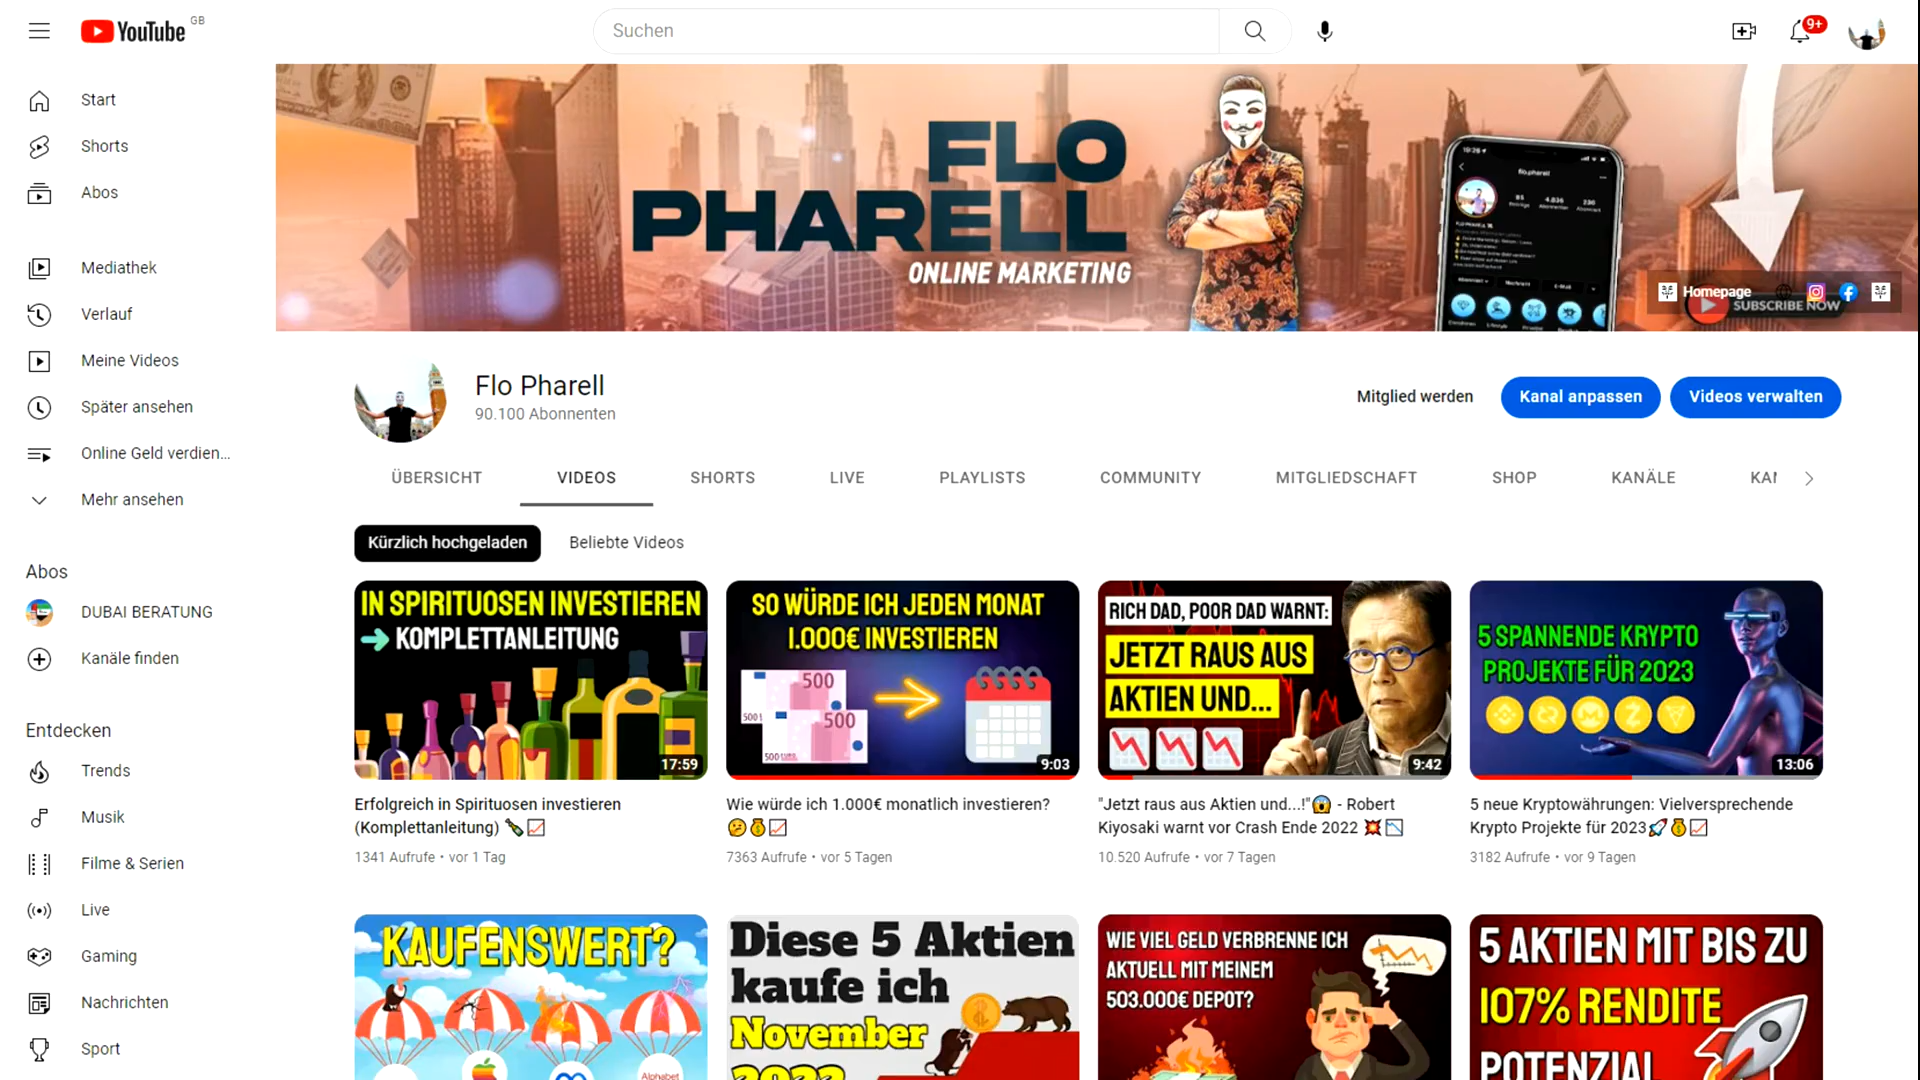 YouTube GB
Suchen
9+
Start
Shorts
Abos
Mediathek
Verlauf
Meine Videos
Später ansehen
Online Geld verdien...
Mehr ansehen
Abos
DUBAI BERATUNG
Kanäle finden
Entdecken
Trends
Musik
Filme & Serien
Live
Gaming
Nachrichten
Sport
FLO
PHARELL
ONLINE MARKETING
flo.pharell
Homepage
SUBSCRIBE NOW
Flo Pharell
90.100 Abonnenten
Mitglied werden
Kanal anpassen
Videos verwalten
ÜBERSICHT
VIDEOS
SHORTS
LIVE
PLAYLISTS
COMMUNITY
MITGLIEDSCHAFT
SHOP
KANÄLE
Kürzlich hochgeladen
Beliebte Videos
IN SPIRITUOSEN INVESTIEREN
KOMPLETTANLEITUNG
17:59
Erfolgreich in Spirituosen investieren
(Komplettanleitung)
1341 Aufrufe • vor 1 Tag
SO WÜRDE ICH JEDEN MONAT
1.000€ INVESTIEREN
500
500
9:03
Wie würde ich 1.000€ monatlich investieren?
7363 Aufrufe • vor 5 Tagen
RICH DAD, POOR DAD WARNT:
JETZT RAUS AUS
AKTIEN UND...
9:42
"Jetzt raus aus Aktien und...!" - Robert
Kiyosaki warnt vor Crash Ende 2022
10.520 Aufrufe • vor 7 Tagen
5 SPANNENDE KRYPTO
PROJEKTE FÜR 2023
13:06
5 neue Kryptowährungen: Vielversprechende
Krypto Projekte für 2023
3182 Aufrufe • vor 9 Tagen
KAUFENSWERT?
Alphabet
Diese 5 Aktien
kaufe ich
November
2022
WIE VIEL GELD VERBRENNE ICH
AKTUELL MIT MEINEM
503.000€ DEPOT?
5 AKTIEN MIT BIS ZU
107% RENDITE
POTENZIAL